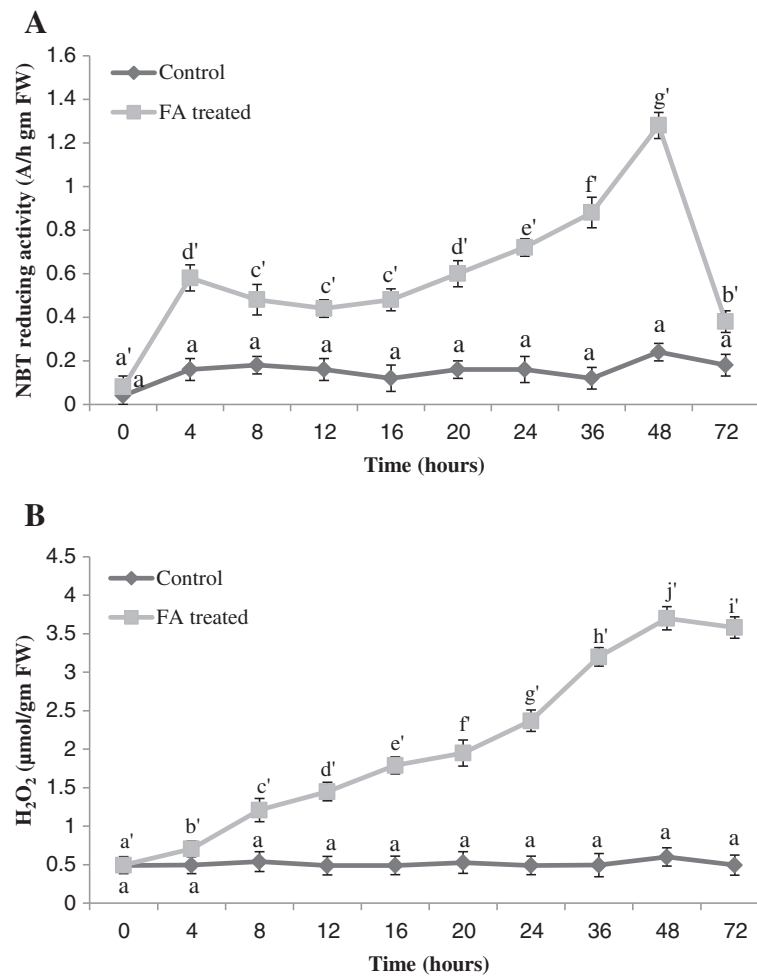 A
NBT reducing activity (A/h gm FW)
1.6
1.4
1.2
1
0.8
0.6
0.4
0.2
0
Control
FA treated
a' d' c' c' c' d' e' f' g' b'
a a a a a a a a a a
0 4 8 12 16 20 24 36 48 72
Time (hours)
B
H₂O₂ (µmol/gm FW)
4.5
4
3.5
3
2.5
2
1.5
1
0.5
0
Control
FA treated
a' b' c' d' e' f' g' h' j' i'
a a a a a a a a a a
0 4 8 12 16 20 24 36 48 72
Time (hours)